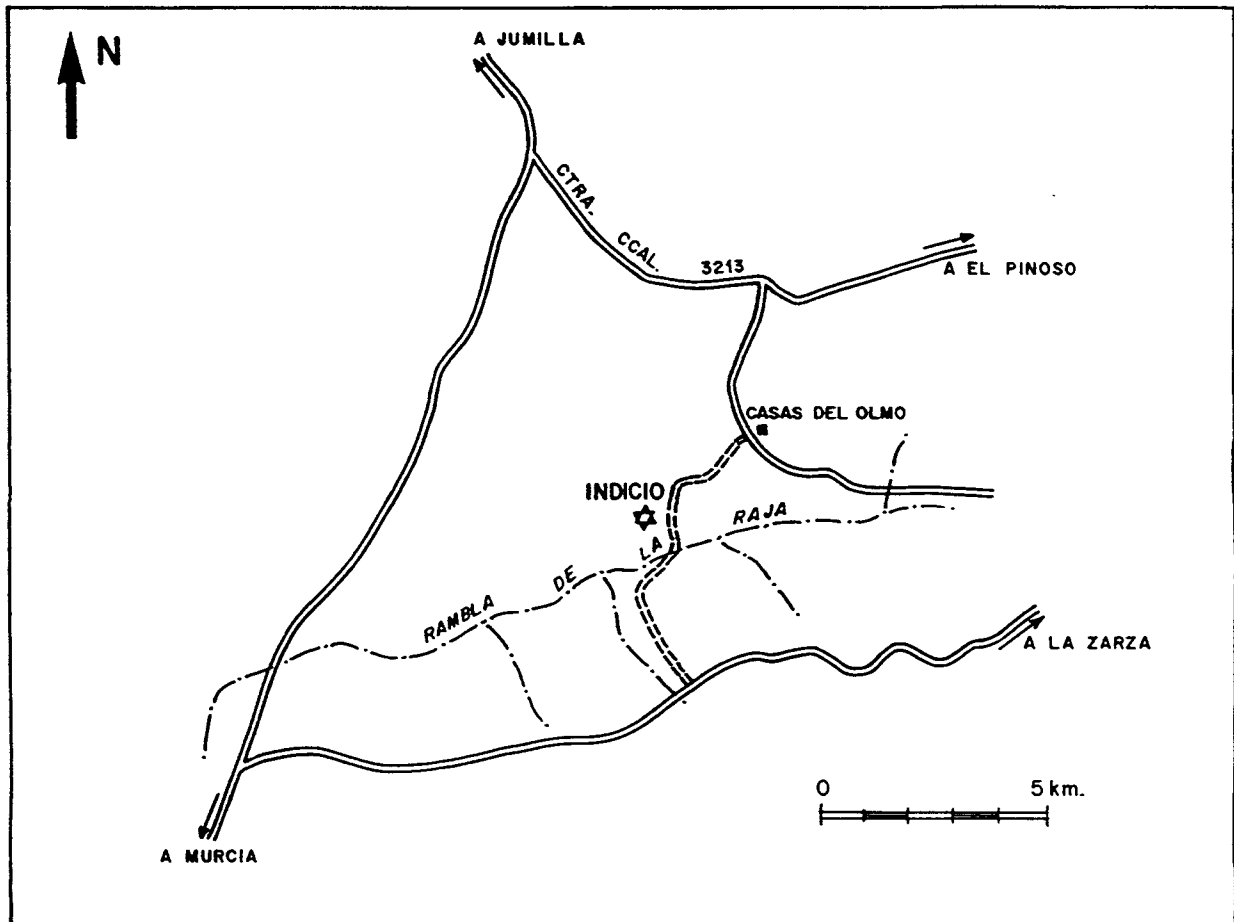 N
A JUMILLA
CTRA. CCAL. 3213
A EL PINOSO
CASAS DEL OLMO
INDICIO
RAMBLA DE LA RAJA
A LA ZARZA
0 5 km.
A MURCIA